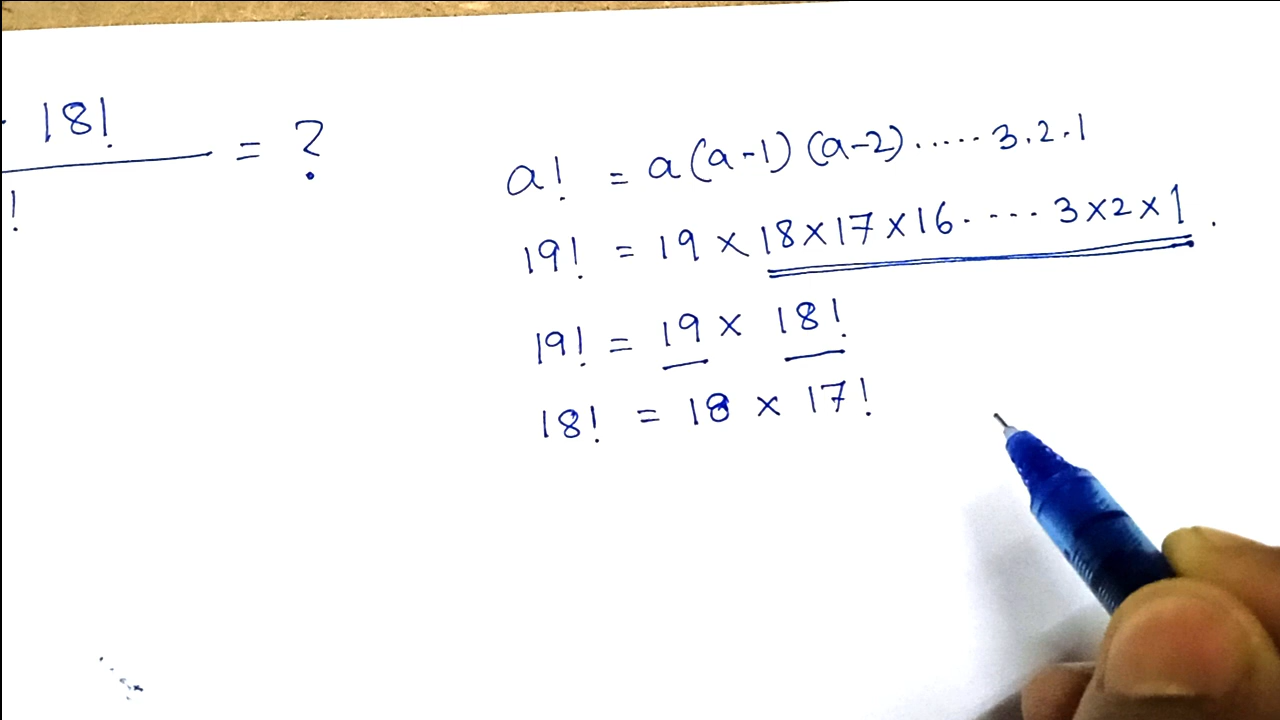 18!
= ?
!
a! = a(a-1)(a-2)..... 3.2.1
19! = 19 × 18×17×16.... 3×2×1.
19! = 19 × 18!
18! = 18 × 17!